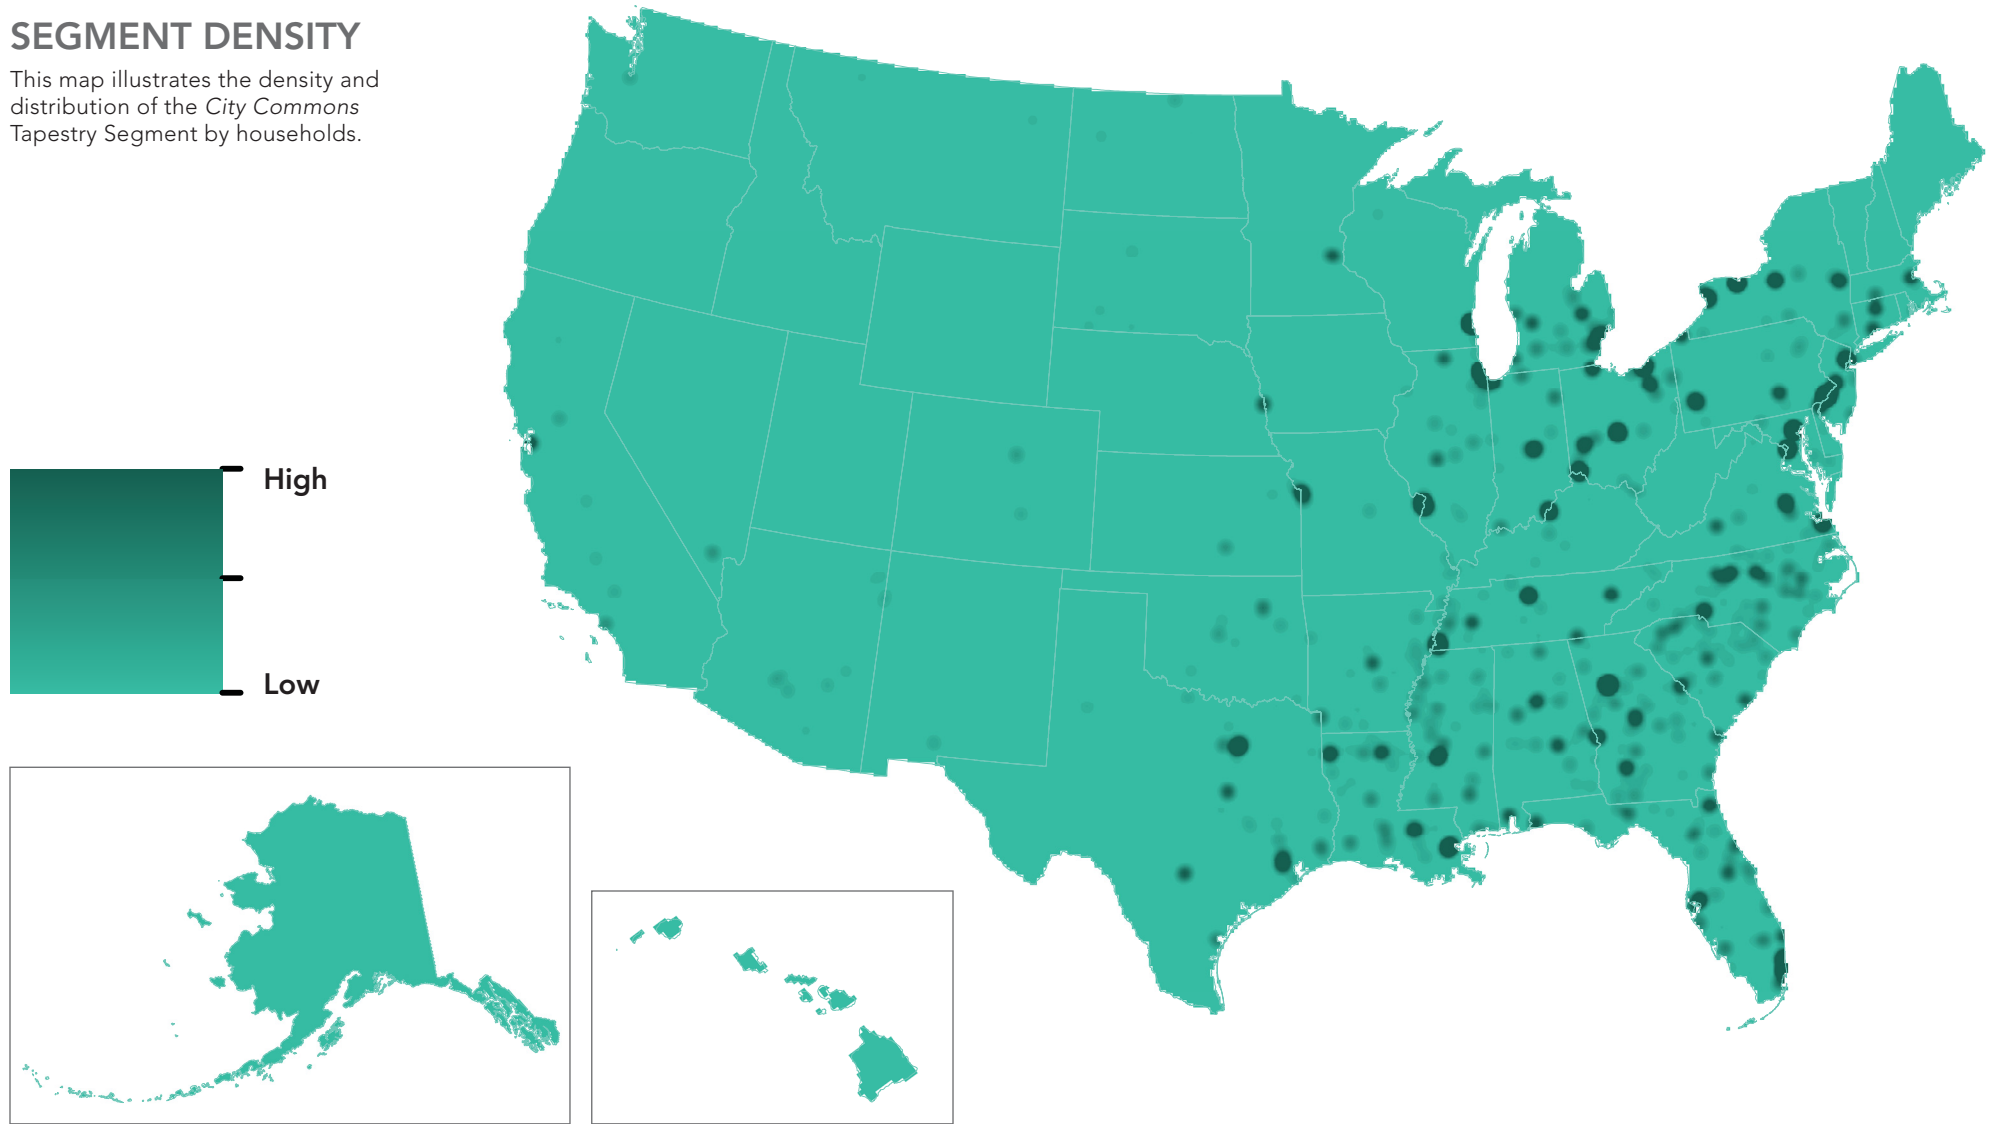 SEGMENT DENSITY
This map illustrates the density and
distribution of the City Commons
Tapestry Segment by households.
High
Low